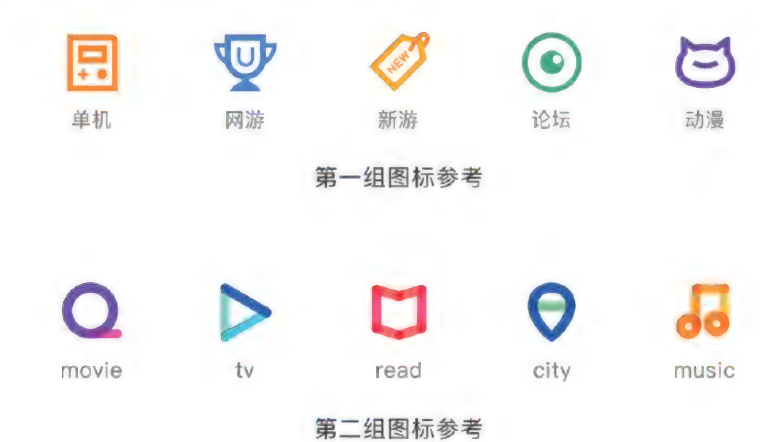 U
NEW
单机 网游 新游 论坛 动漫
第一组图标参考
movie tv read city music
第二组图标参考